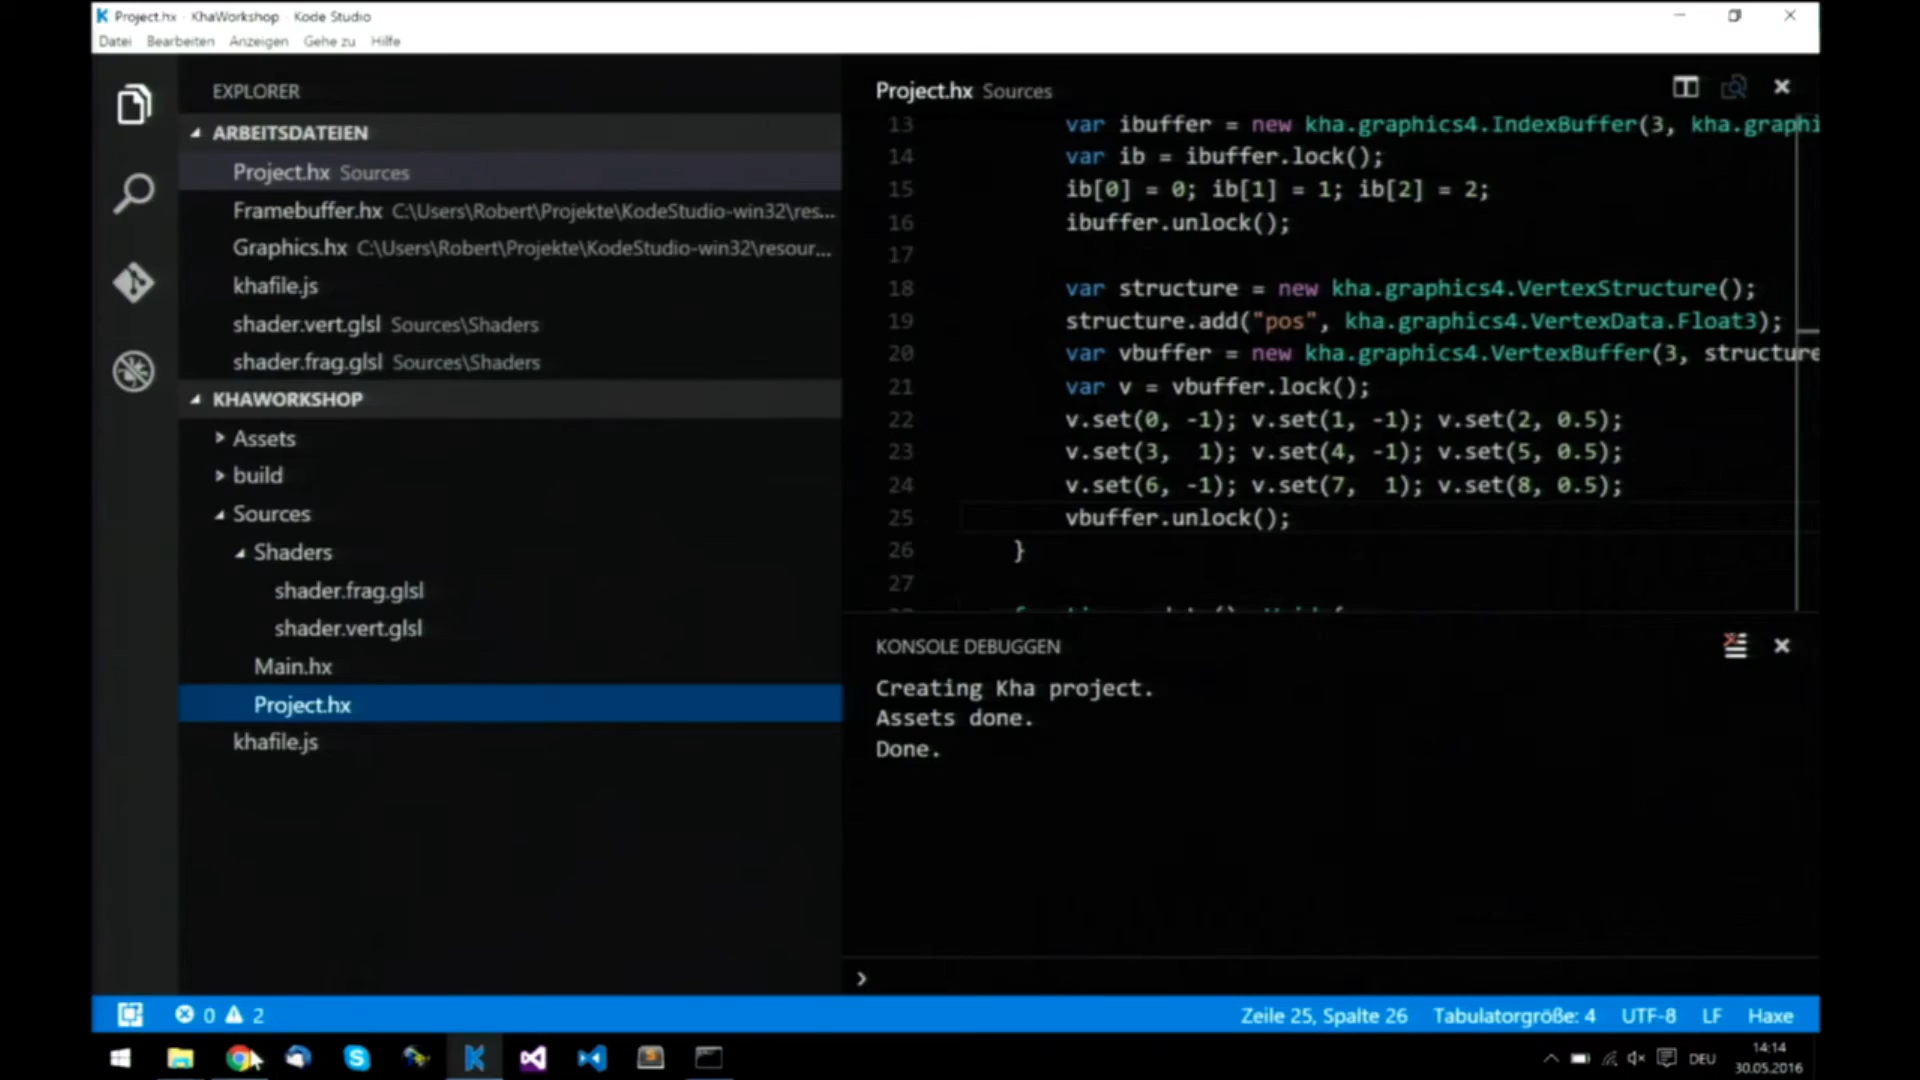 Project.hx - KhaWorkshop - Kode Studio
Datei Bearbeiten Anzeigen Gehe zu Hilfe
EXPLORER
ARBEITSDATEIEN
Project.hx Sources
Framebuffer.hx C:\Users\Robert\Projekte\KodeStudio-win32\res...
Graphics.hx C:\Users\Robert\Projekte\KodeStudio-win32\resour...
khafile.js
shader.vert.glsl Sources\Shaders
shader.frag.glsl Sources\Shaders
KHAWORKSHOP
Assets
build
Sources
Shaders
shader.frag.glsl
shader.vert.glsl
Main.hx
Project.hx
khafile.js
Project.hx Sources
13 var ibuffer = new kha.graphics4.IndexBuffer(3, kha.graphi
14 var ib = ibuffer.lock();
15 ib[0] = 0; ib[1] = 1; ib[2] = 2;
16 ibuffer.unlock();
17
18 var structure = new kha.graphics4.VertexStructure();
19 structure.add("pos", kha.graphics4.VertexData.Float3);
20 var vbuffer = new kha.graphics4.VertexBuffer(3, structure
21 var v = vbuffer.lock();
22 v.set(0, -1); v.set(1, -1); v.set(2, 0.5);
23 v.set(3,  1); v.set(4, -1); v.set(5, 0.5);
24 v.set(6, -1); v.set(7,  1); v.set(8, 0.5);
25 vbuffer.unlock();
26 }
27
KONSOLE DEBUGGEN
Creating Kha project.
Assets done.
Done.
0 2
Zeile 25, Spalte 26 Tabulatorgröße: 4 UTF-8 LF Haxe
DEU
14:14
30.05.2016